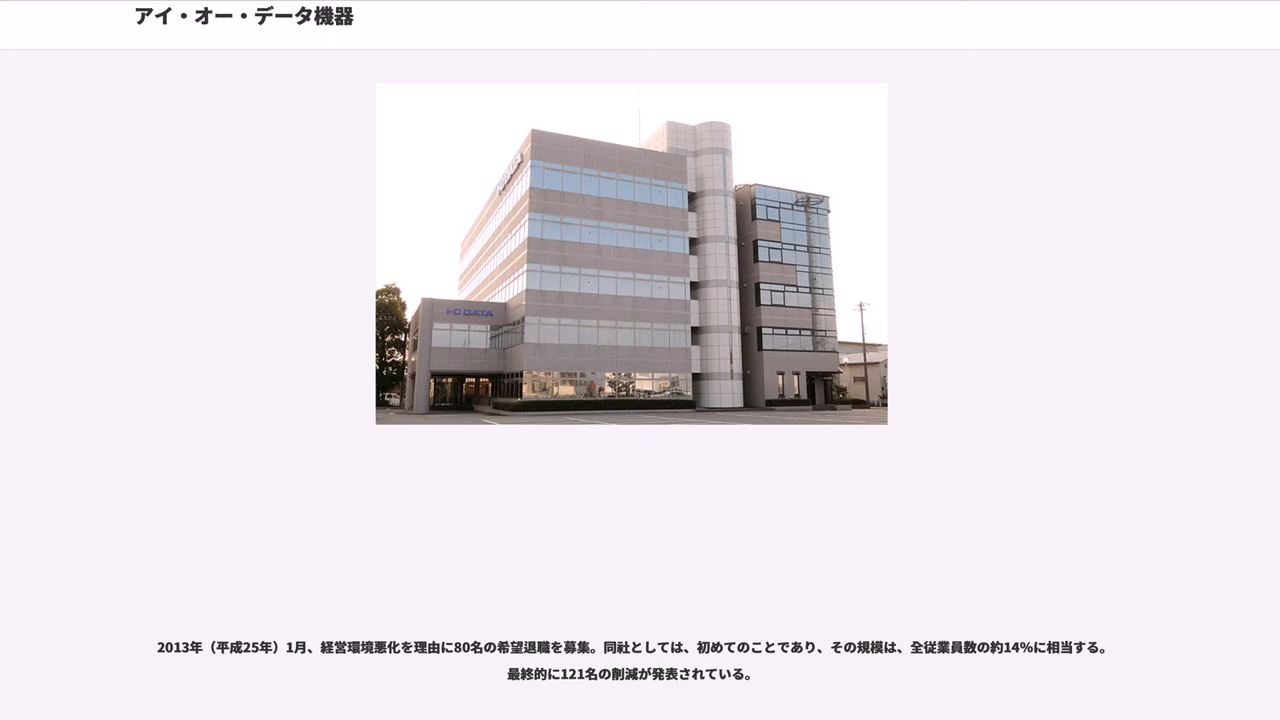 アイ・オー・データ機器
I-O DATA
2013年（平成25年）1月、経営環境悪化を理由に80名の希望退職を募集。同社としては、初めてのことであり、その規模は、全従業員数の約14%に相当する。
最終的に121名の削減が発表されている。